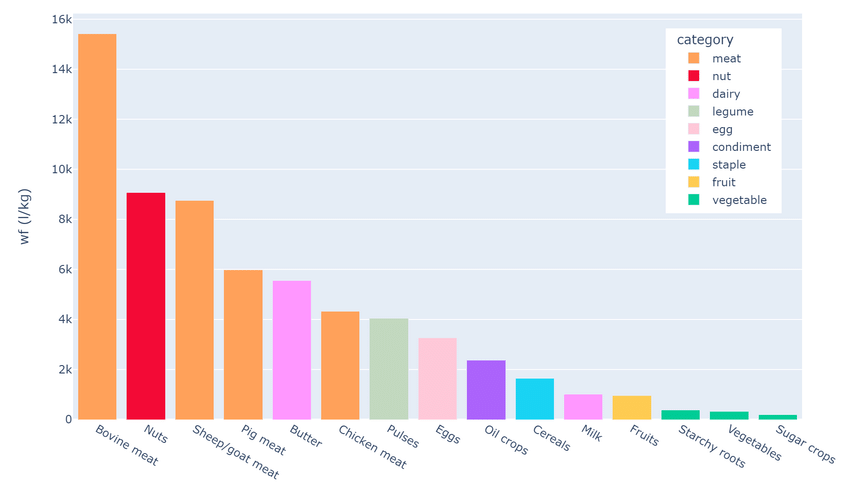 16k
14k
12k
10k
8k
6k
4k
2k
0
wf (l/kg)
category
meat
nut
dairy
legume
egg
condiment
staple
fruit
vegetable
Bovine meat
Nuts
Sheep/goat meat
Pig meat
Butter
Chicken meat
Pulses
Eggs
Oil crops
Cereals
Milk
Fruits
Starchy roots
Vegetables
Sugar crops